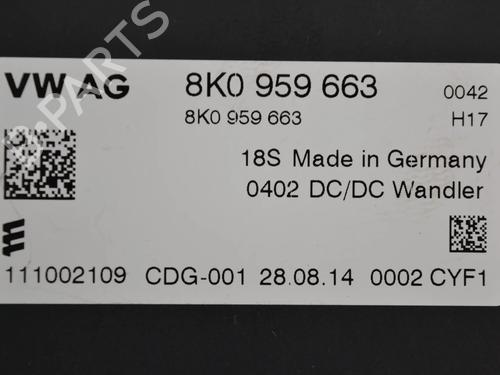 VW AG 8K0 959 663 0042
8K0 959 663 H17
18S Made in Germany
0402 DC/DC Wandler
111002109 CDG-001 28.08.14 0002 CYF1
B-PARTS